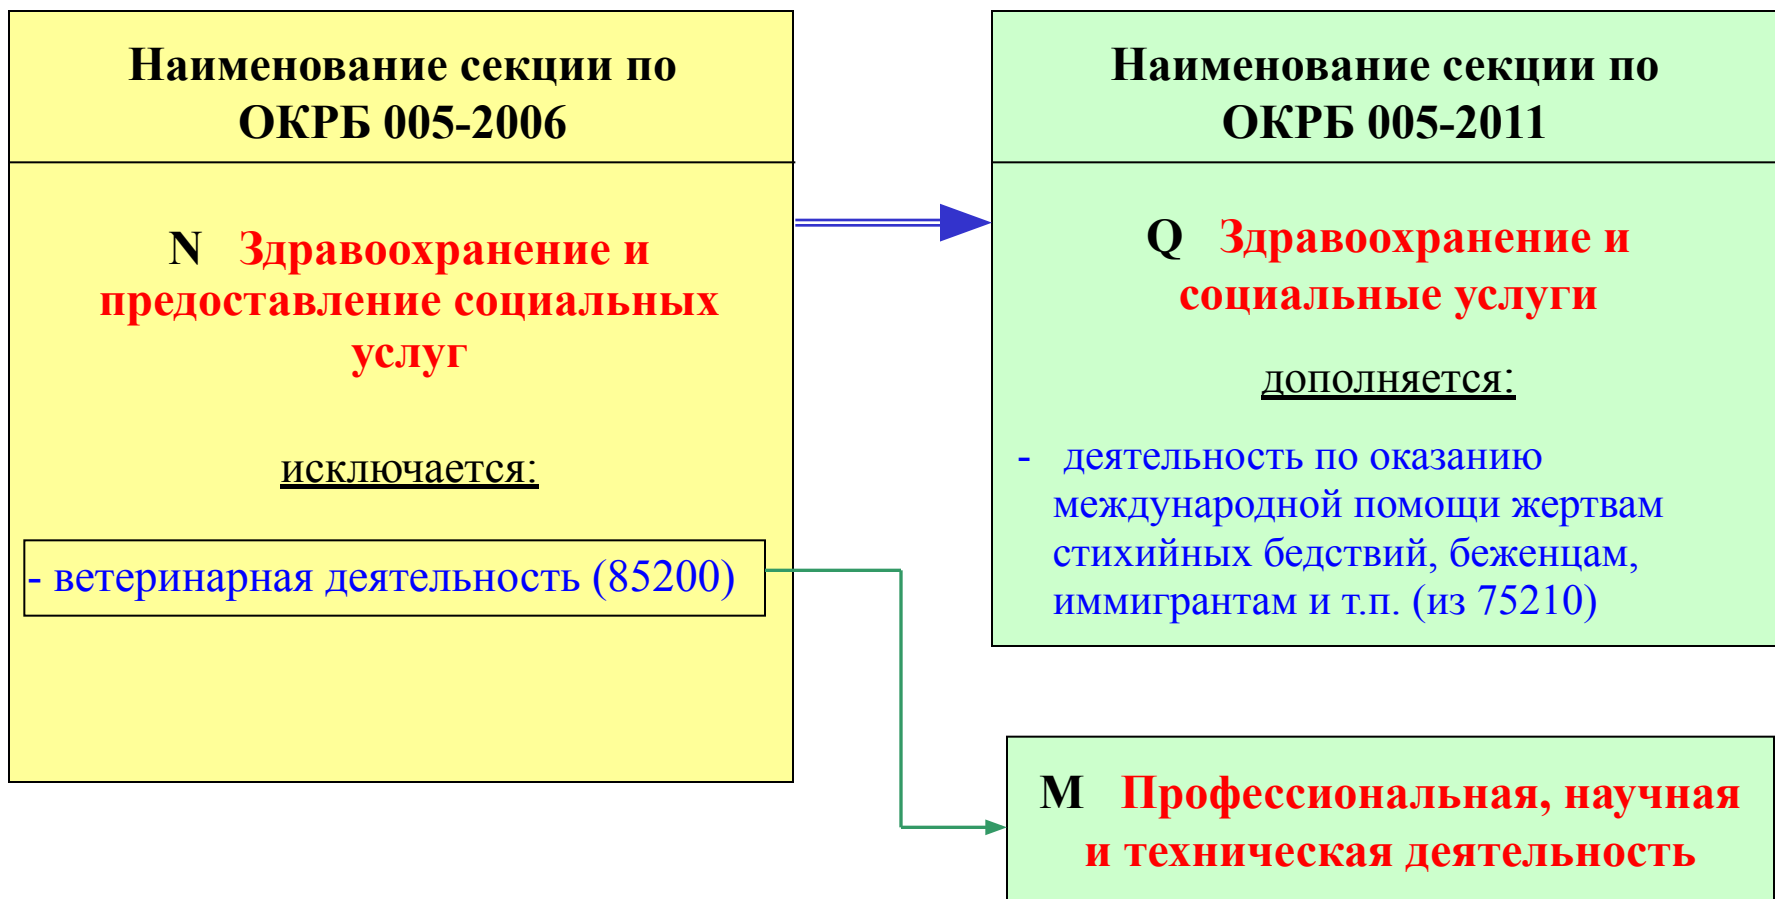 Наименование секции по
ОКРБ 005-2006
N Здравоохранение и
предоставление социальных
услуг
исключается:
- ветеринарная деятельность (85200)
Наименование секции по
ОКРБ 005-2011
Q Здравоохранение и
социальные услуги
дополняется:
- деятельность по оказанию
международной помощи жертвам
стихийных бедствий, беженцам,
иммигрантам и т.п. (из 75210)
M Профессиональная, научная
и техническая деятельность